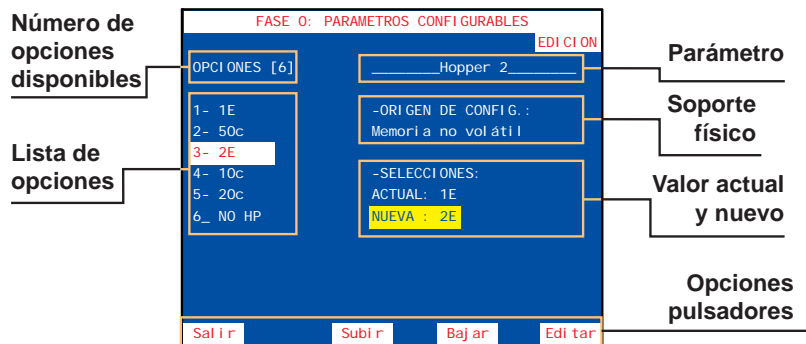 Número de
opciones
disponibles
Lista de
opciones
FASE 0: PARAMETROS CONFIGURABLES
EDICION
OPCIONES [6]
________Hopper 2________
1- 1E
2- 50c
3- 2E
4- 10c
5- 20c
6_ NO HP
-ORIGEN DE CONFIG.:
Memoria no volátil
-SELECCIONES:
ACTUAL: 1E
NUEVA : 2E
Salir Subir Bajar Editar
Parámetro
Soporte
físico
Valor actual
y nuevo
Opciones
pulsadores